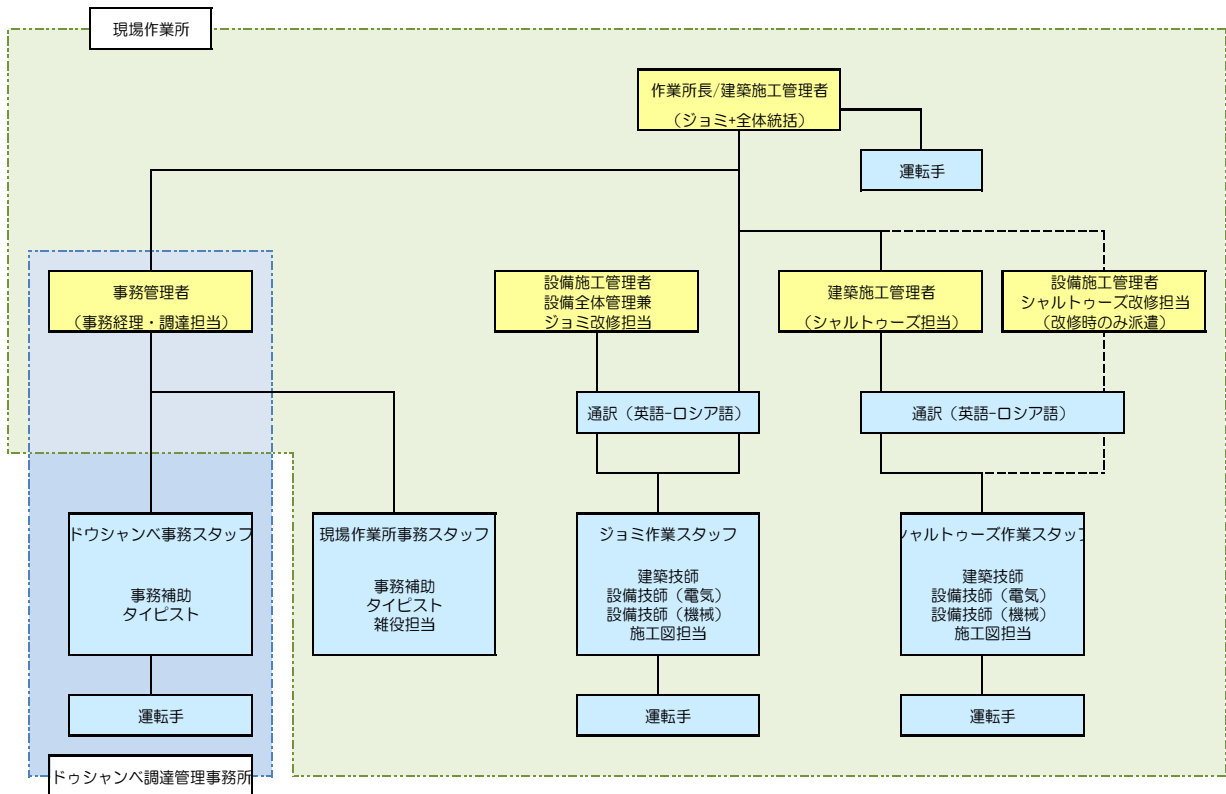 現場作業所
作業所長/建築施工管理者
（ジョミ+全体統括）
運転手
事務管理者
（事務経理・調達担当）
設備施工管理者
設備全体管理兼
ジョミ改修担当
建築施工管理者
（シャルトゥーズ担当）
設備施工管理者
シャルトゥーズ改修担当
（改修時のみ派遣）
通訳（英語-ロシア語）
通訳（英語-ロシア語）
ドウシャンベ事務スタッフ
事務補助
タイピスト
現場作業所事務スタッフ
事務補助
タイピスト
雑役担当
ジョミ作業スタッフ
建築技師
設備技師（電気）
設備技師（機械）
施工図担当
シャルトゥーズ作業スタッフ
建築技師
設備技師（電気）
設備技師（機械）
施工図担当
運転手
運転手
運転手
ドゥシャンベ調達管理事務所